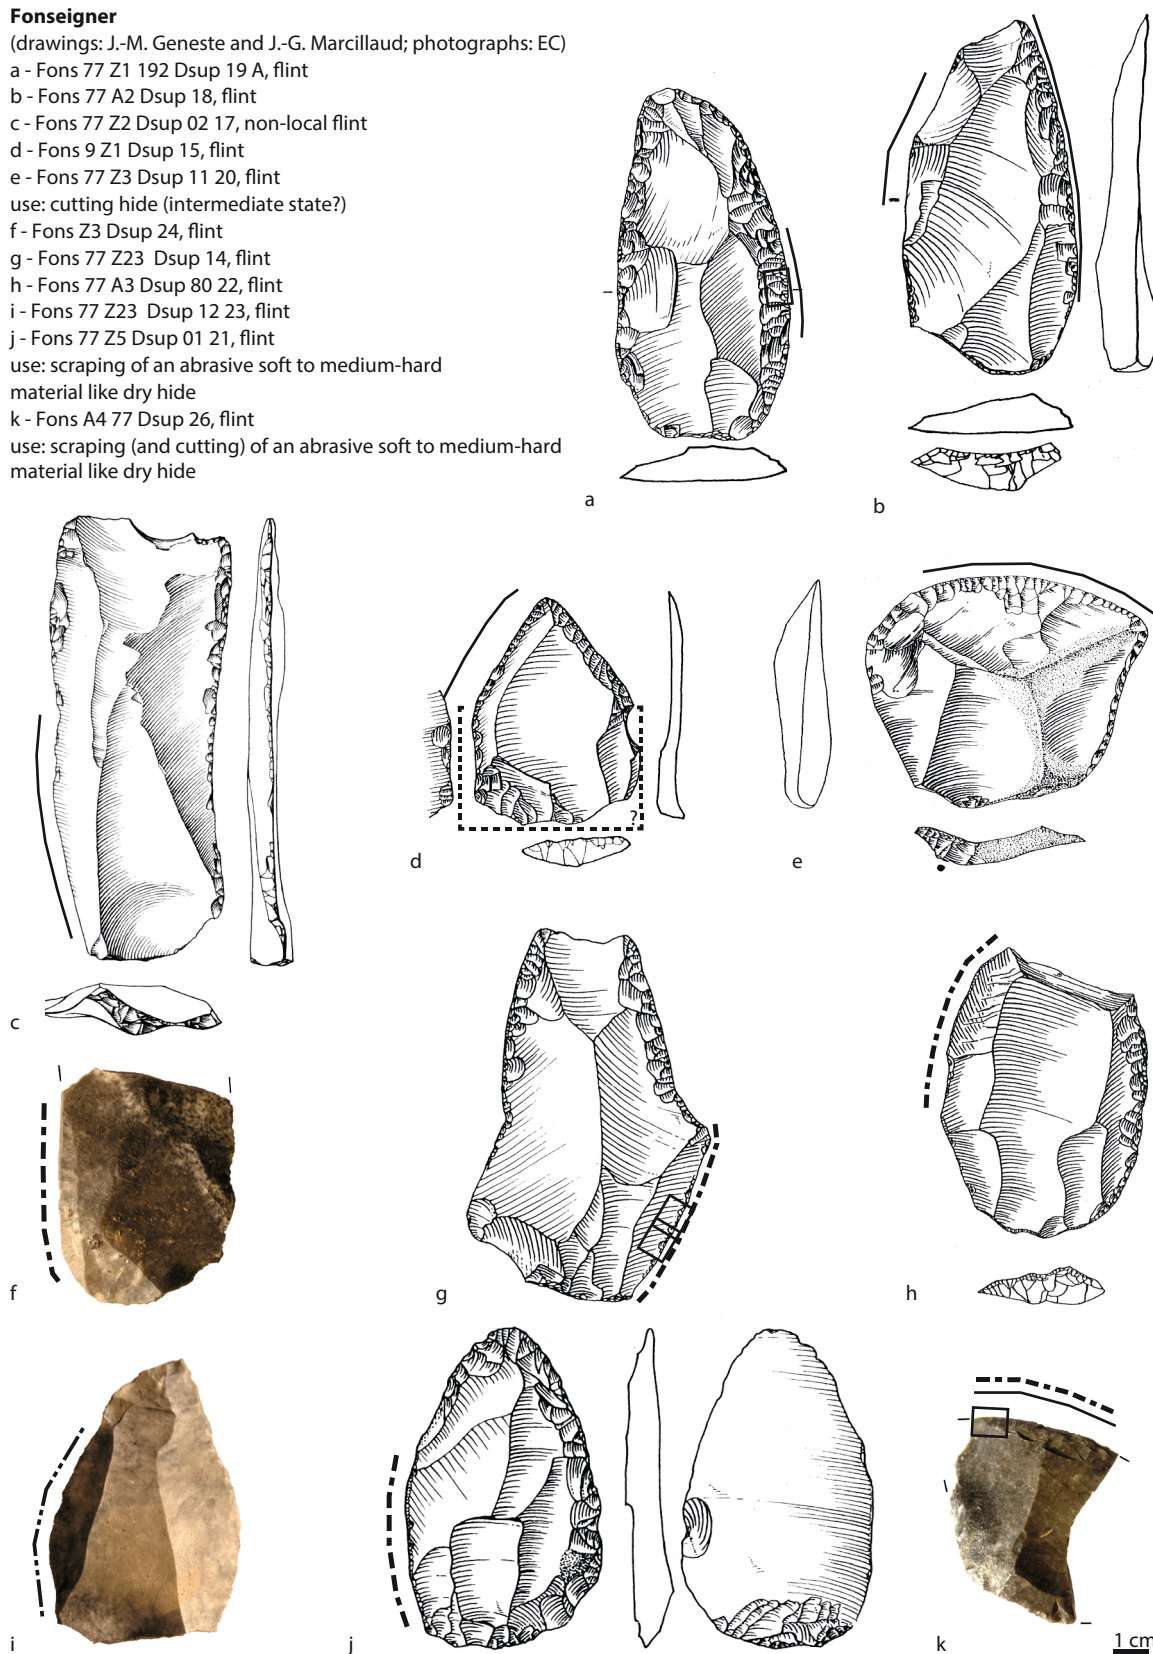 Fonseigner
(drawings: J.-M. Geneste and J.-G. Marcillaud; photographs: EC)
a - Fons 77 Z1 192 Dsup 19 A, flint
b - Fons 77 A2 Dsup 18, flint
c - Fons 77 Z2 Dsup 02 17, non-local flint
d - Fons 9 Z1 Dsup 15, flint
e - Fons 77 Z3 Dsup 11 20, flint
use: cutting hide (intermediate state?)
f - Fons Z3 Dsup 24, flint
g - Fons 77 Z23 Dsup 14, flint
h - Fons 77 A3 Dsup 80 22, flint
i - Fons 77 Z23 Dsup 12 23, flint
j - Fons 77 Z5 Dsup 01 21, flint
use: scraping of an abrasive soft to medium-hard
material like dry hide
k - Fons A4 77 Dsup 26, flint
use: scraping (and cutting) of an abrasive soft to medium-hard
material like dry hide
a
b
?
d
e
c
f
g
h
i
j
k
1 cm